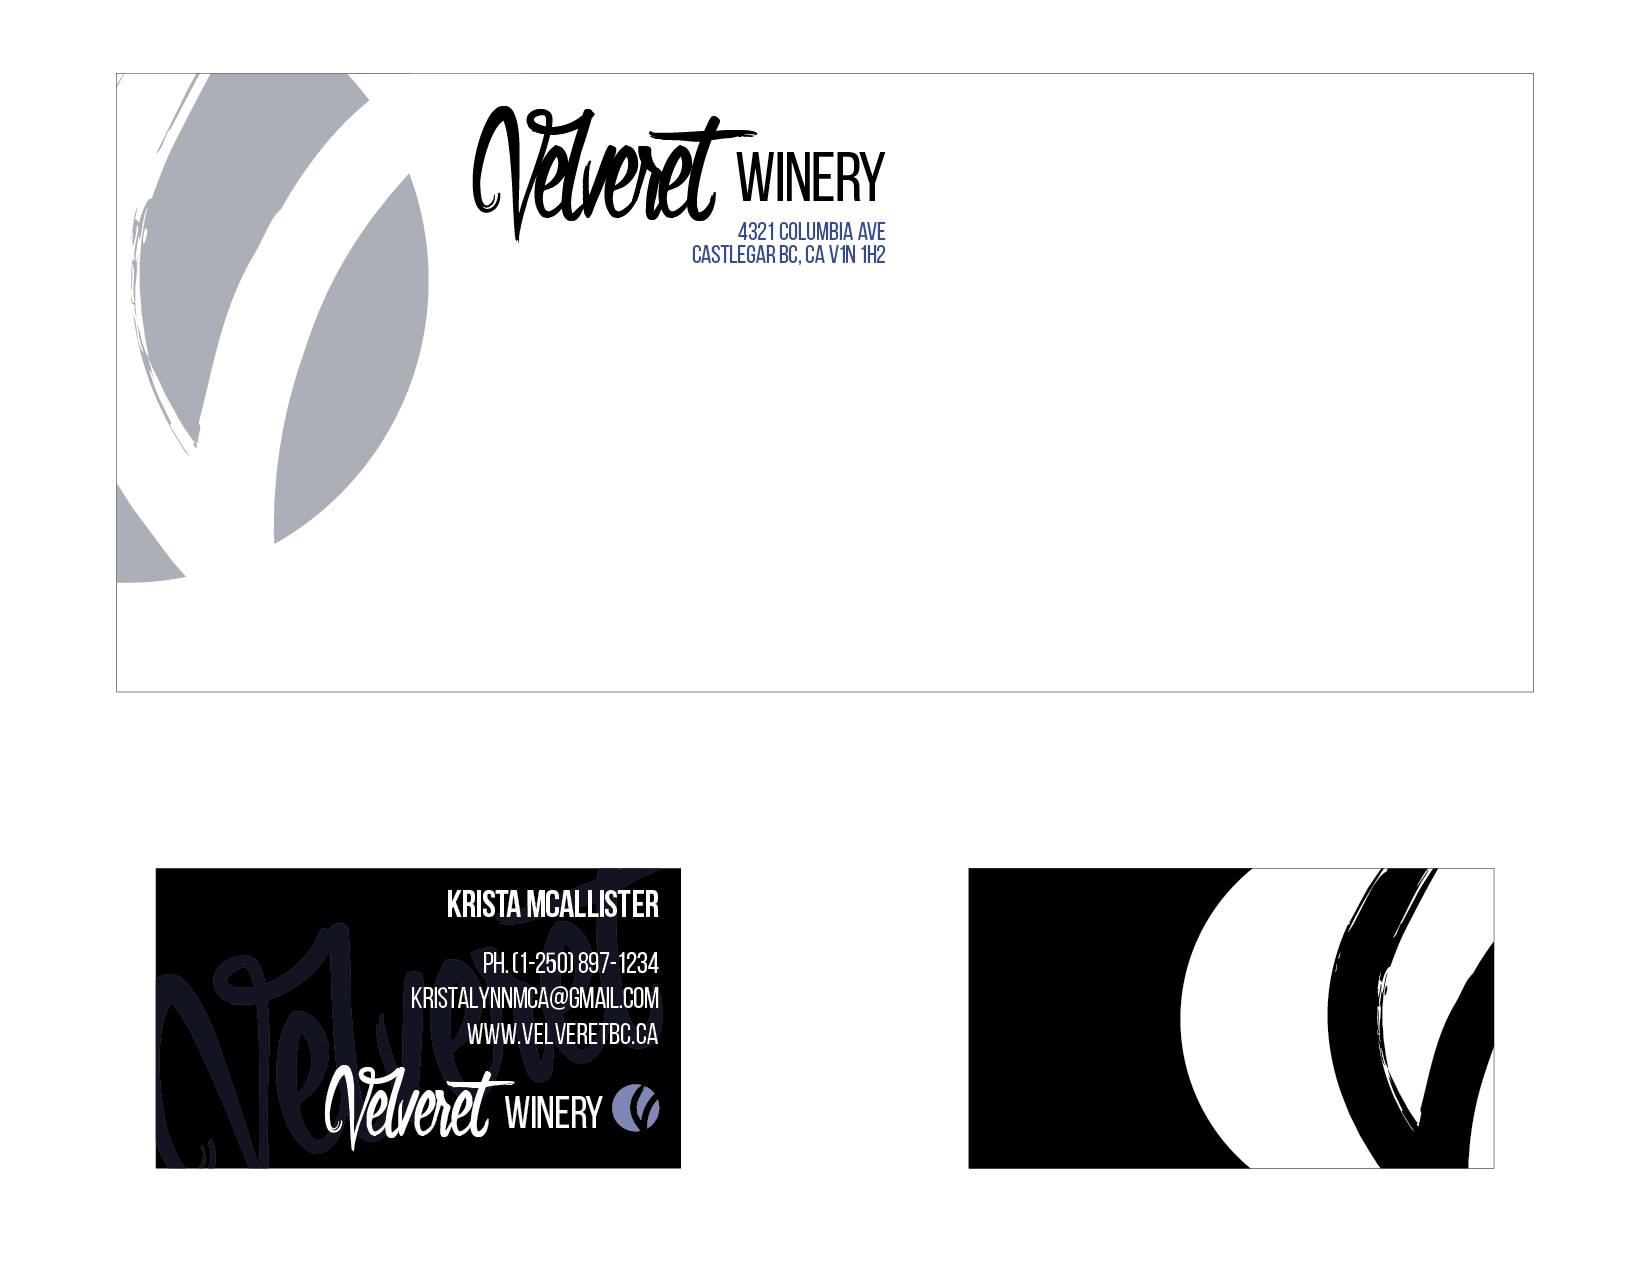 Velveret WINERY
4321 COLUMBIA AVE
CASTLEGAR BC, CA V1N 1H2
KRISTA MCALLISTER
PH. (1-250) 897-1234
KRISTALYNNMCA@GMAIL.COM
WWW.VELVERETBC.CA
Velveret
Velveret WINERY